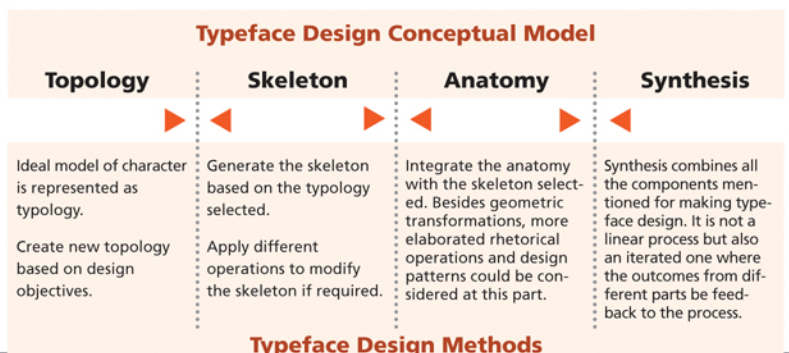 Typeface Design Conceptual Model
Topology
Skeleton
Anatomy
Synthesis
Ideal model of character
is represented as
typology.
Create new topology
based on design
objectives.
Generate the skeleton
based on the typology
selected.
Apply different
operations to modify
the skeleton if required.
Integrate the anatomy
with the skeleton select-
ed. Besides geometric
transformations, more
elaborated rhetorical
operations and design
patterns could be con-
sidered at this part.
Synthesis combines all
the components men-
tioned for making type-
face design. It is not a
linear process but also
an iterated one where
the outcomes from dif-
ferent parts be feed-
back to the process.
Typeface Design Methods